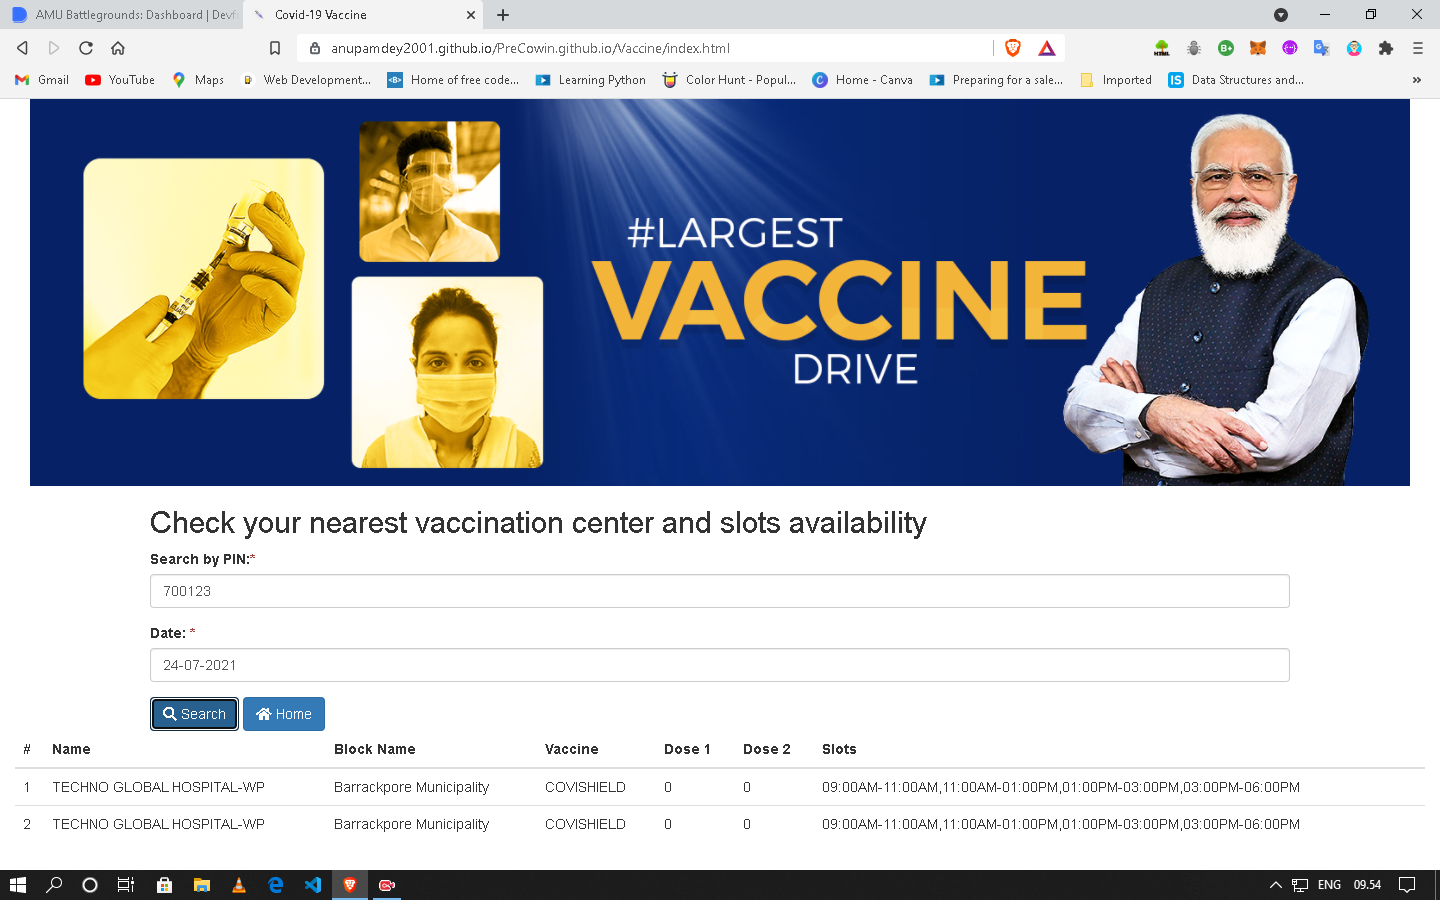 AMU Battlegrounds: Dashboard | Devf
Covid-19 Vaccine
anupamdey2001.github.io/PreCowin.github.io/Vaccine/index.html
Gmail
YouTube
Maps
Web Development...
Home of free code...
Learning Python
Color Hunt - Popul...
Home - Canva
Preparing for a sale...
Imported
Data Structures and...
#LARGEST
VACCINE
DRIVE
Check your nearest vaccination center and slots availability
Search by PIN:*
700123
Date: *
24-07-2021
Search Home
# Name Block Name Vaccine Dose 1 Dose 2 Slots
1 TECHNO GLOBAL HOSPITAL-WP Barrackpore Municipality COVISHIELD 0 0 09:00AM-11:00AM,11:00AM-01:00PM,01:00PM-03:00PM,03:00PM-06:00PM
2 TECHNO GLOBAL HOSPITAL-WP Barrackpore Municipality COVISHIELD 0 0 09:00AM-11:00AM,11:00AM-01:00PM,01:00PM-03:00PM,03:00PM-06:00PM
ENG 09.54